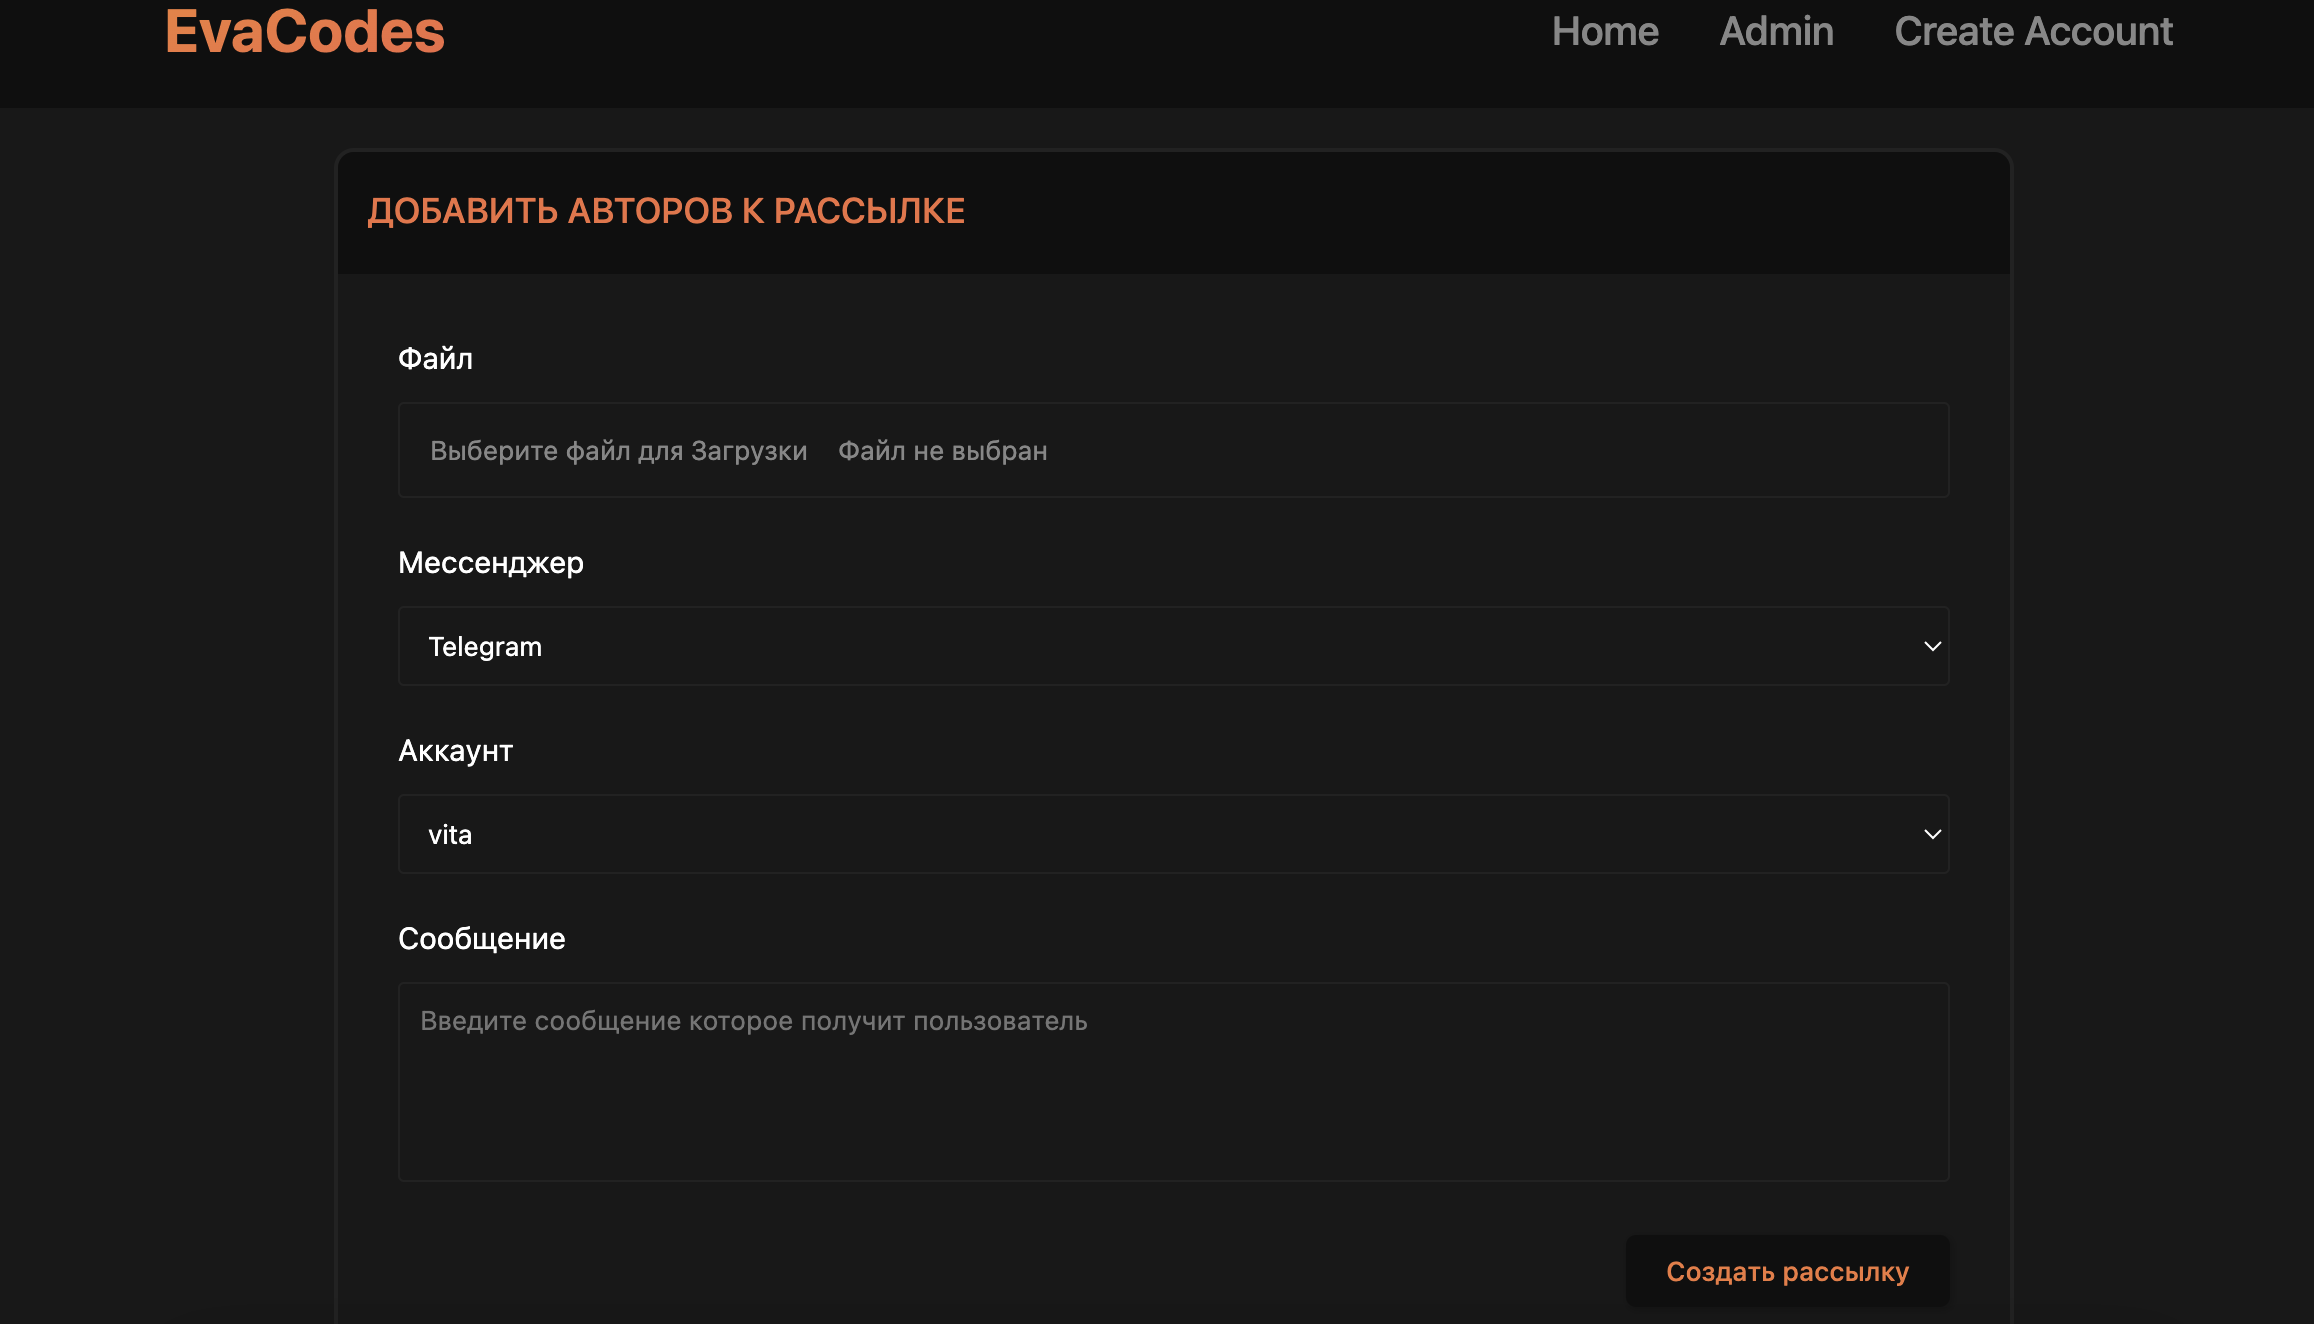 EvaCodes
Home Admin Create Account
ДОБАВИТЬ АВТОРОВ К РАССЫЛКЕ
Файл
Выберите файл для Загрузки Файл не выбран
Мессенджер
Telegram
Аккаунт
vita
Сообщение
Введите сообщение которое получит пользователь
Создать рассылку